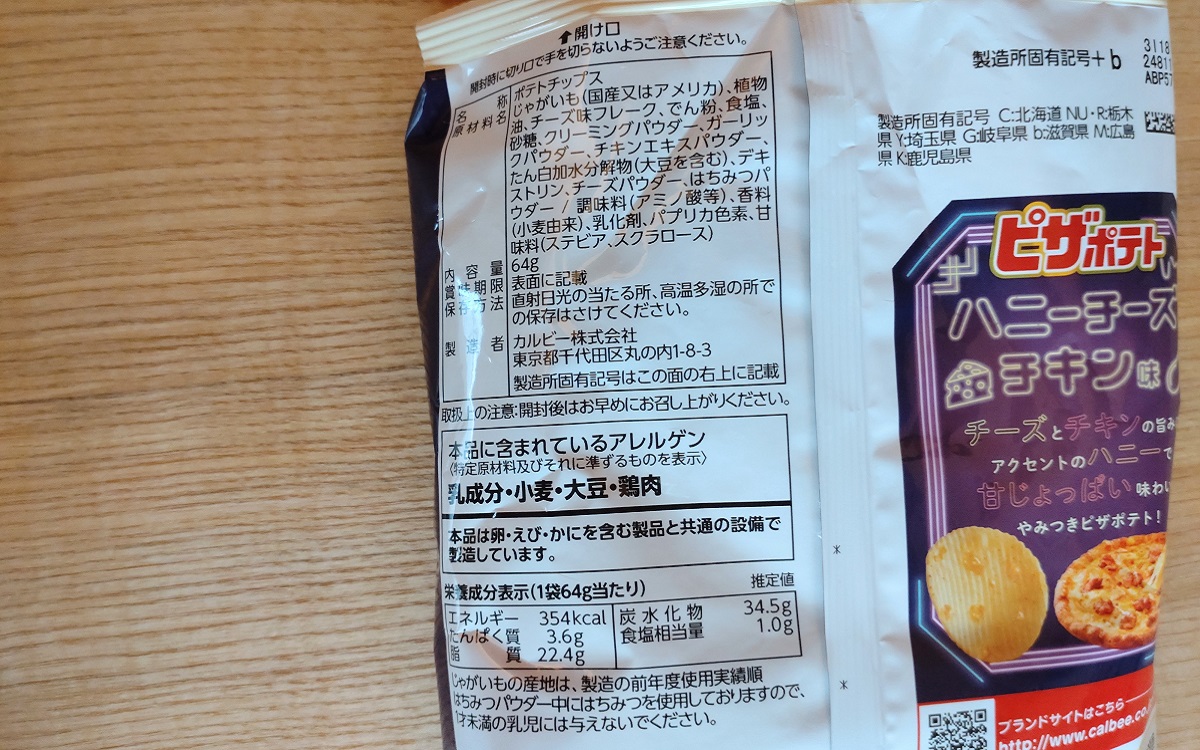 ⬆開け口
開封時に切り口で手を切らないようご注意ください。
名称 ポテトチップス
原材料名 じゃがいも(国産又はアメリカ)、植物
油、チーズ味フレーク、でん粉、食塩、
砂糖、クリーミングパウダー、ガーリッ
クパウダー、チキンエキスパウダー、
たん白加水分解物(大豆を含む)、デキ
ストリン、チーズパウダー、はちみつパ
ウダー / 調味料(アミノ酸等)、香料
(小麦由来)、乳化剤、パプリカ色素、甘
味料(ステビア、スクラロース)
内容量 64g
賞味期限 表面に記載
保存方法 直射日光の当たる所、高温多湿の所で
の保存はさけてください。
製造者 カルビー株式会社
東京都千代田区丸の内1-8-3
製造所固有記号はこの面の右上に記載
取扱上の注意:開封後はお早めにお召し上がりください。
本品に含まれているアレルゲン
〈特定原材料及びそれに準ずるものを表示〉
乳成分・小麦・大豆・鶏肉
本品は卵・えび・かにを含む製品と共通の設備で
製造しています。
栄養成分表示(1袋64g当たり) 推定値
エネルギー 354kcal 炭水化物 34.5g
たんぱく質 3.6g 食塩相当量 1.0g
脂質 22.4g
じゃがいもの産地は、製造の前年度使用実績順
はちみつパウダー中にはちみつを使用しておりますので、
1才未満の乳児には与えないでください。
製造所固有記号+b
3118
24811
ABP57
製造所固有記号 C:北海道 NU・R:栃木
県 Y:埼玉県 G:岐阜県 b:滋賀県 M:広島
県 K:鹿児島県
ピザポテト
ハニーチーズ
チキン味
チーズとチキンの旨み
アクセントのハニーで
甘じょっぱい味わい
やみつきピザポテト!
ブランドサイトはこちら
http://www.calbee.co